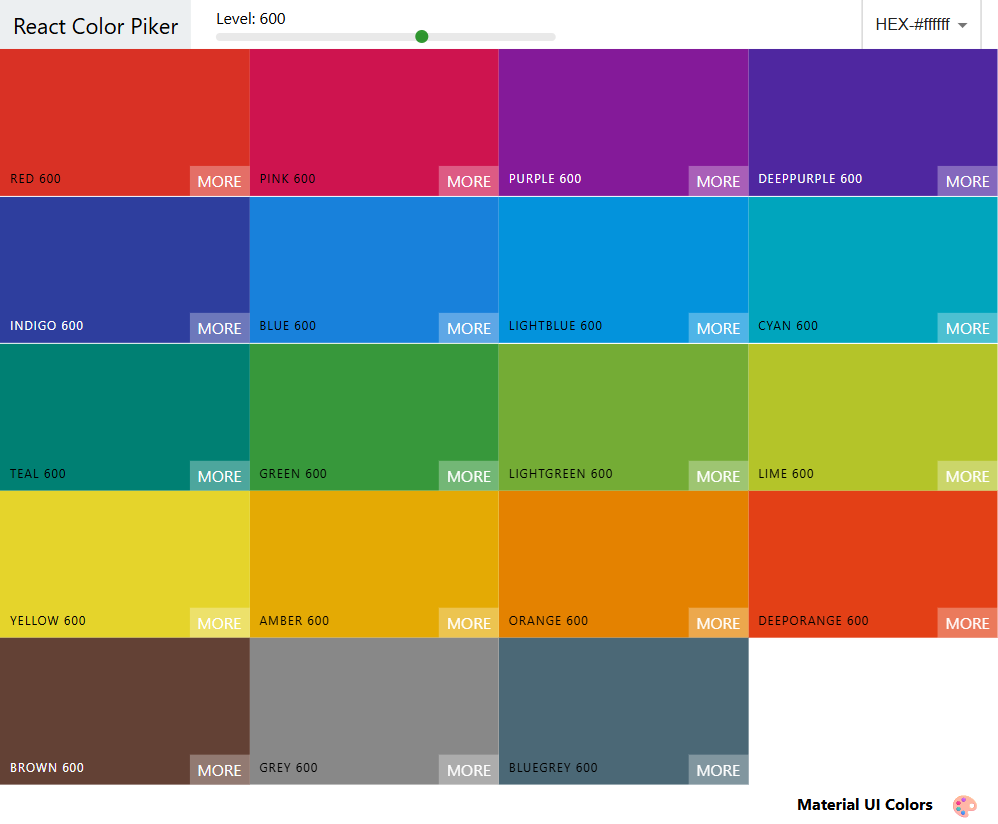 React Color Piker
Level: 600
HEX-#ffffff
RED 600
MORE
PINK 600
MORE
PURPLE 600
MORE
DEEPPURPLE 600
MORE
INDIGO 600
MORE
BLUE 600
MORE
LIGHTBLUE 600
MORE
CYAN 600
MORE
TEAL 600
MORE
GREEN 600
MORE
LIGHTGREEN 600
MORE
LIME 600
MORE
YELLOW 600
MORE
AMBER 600
MORE
ORANGE 600
MORE
DEEPORANGE 600
MORE
BROWN 600
MORE
GREY 600
MORE
BLUEGREY 600
MORE
Material UI Colors